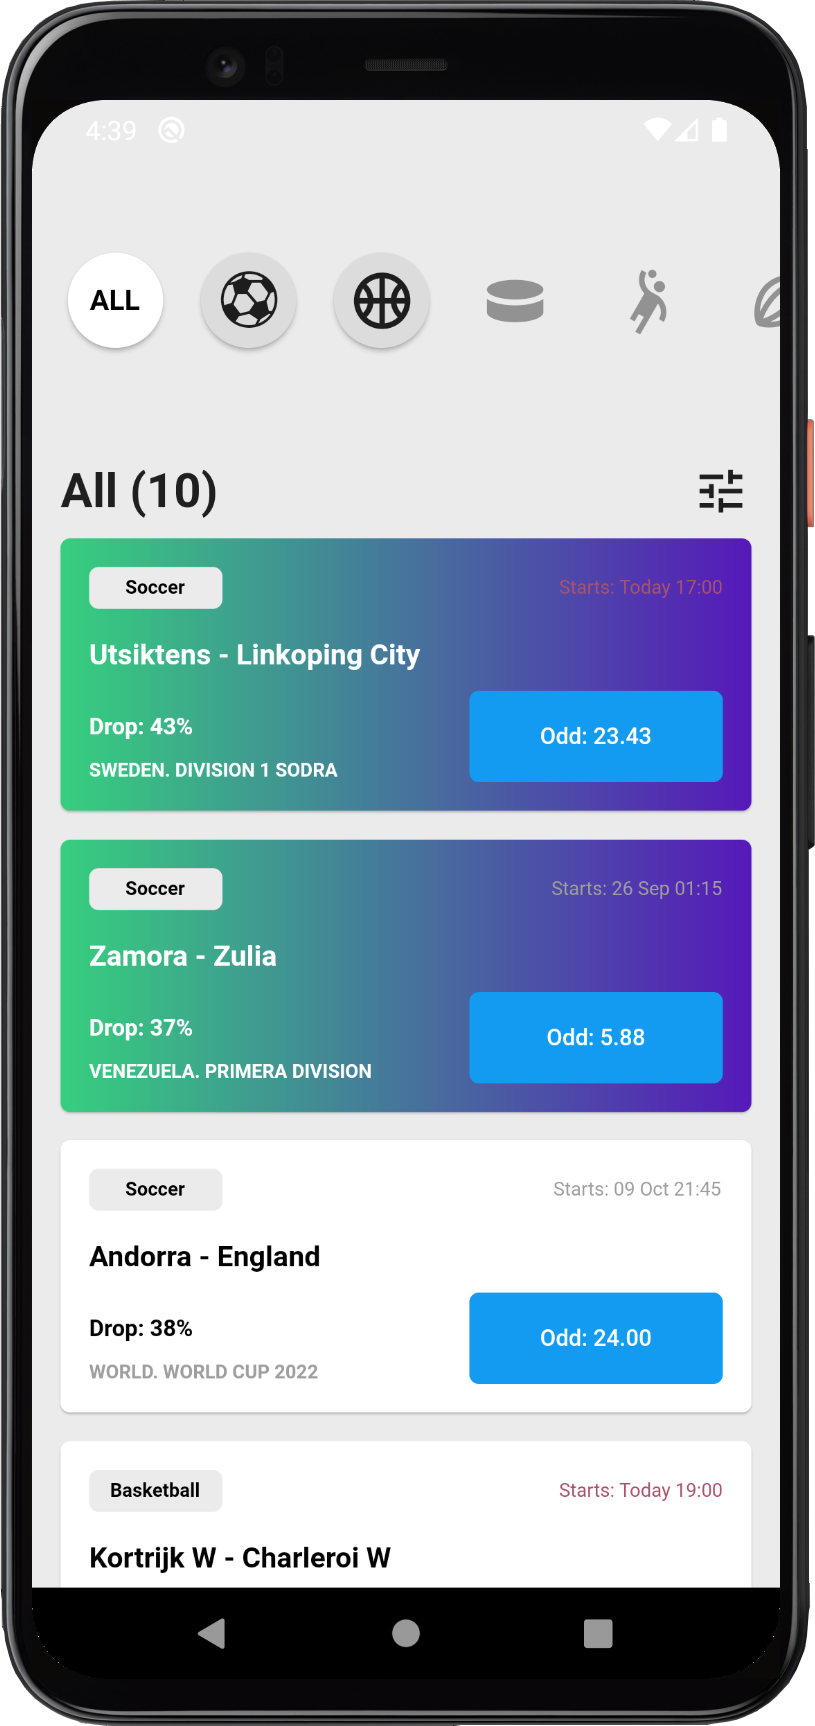 4:39
ALL
All (10)
Soccer
Starts: Today 17:00
Utsiktens - Linkoping City
Drop: 43%
Odd: 23.43
SWEDEN. DIVISION 1 SODRA
Soccer
Starts: 26 Sep 01:15
Zamora - Zulia
Drop: 37%
Odd: 5.88
VENEZUELA. PRIMERA DIVISION
Soccer
Starts: 09 Oct 21:45
Andorra - England
Drop: 38%
Odd: 24.00
WORLD. WORLD CUP 2022
Basketball
Starts: Today 19:00
Kortrijk W - Charleroi W